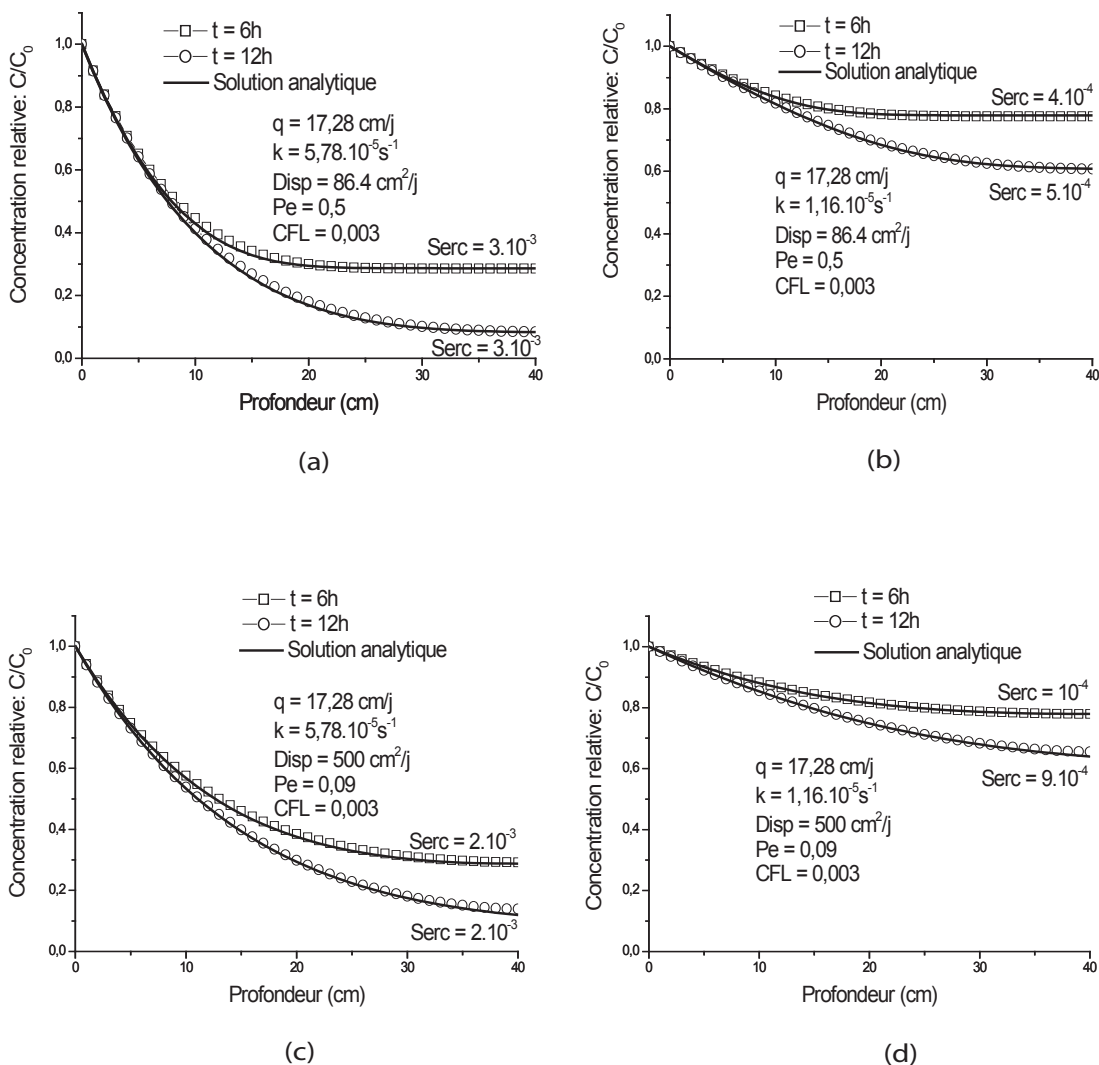 t = 6h
t = 12h
Solution analytique
q = 17,28 cm/j
k = 5,78.10⁻⁵s⁻¹
Disp = 86.4 cm²/j
Pe = 0,5
CFL = 0,003
Serc = 3.10⁻³
Serc = 3.10⁻³
Concentration relative: C/C₀
1,0
0,8
0,6
0,4
0,2
0,0
0 10 20 30 40
Profondeur (cm)
(a)
t = 6h
t = 12h
Solution analytique
Serc = 4.10⁻⁴
Serc = 5.10⁻⁴
q = 17,28 cm/j
k = 1,16.10⁻⁵s⁻¹
Disp = 86.4 cm²/j
Pe = 0,5
CFL = 0,003
Concentration relative: C/C₀
1,0
0,8
0,6
0,4
0,2
0,0
0 10 20 30 40
Profondeur (cm)
(b)
t = 6h
t = 12h
Solution analytique
q = 17,28 cm/j
k = 5,78.10⁻⁵s⁻¹
Disp = 500 cm²/j
Pe = 0,09
CFL = 0,003
Serc = 2.10⁻³
Serc = 2.10⁻³
Concentration relative: C/C₀
1,0
0,8
0,6
0,4
0,2
0,0
0 10 20 30 40
Profondeur (cm)
(c)
t = 6h
t = 12h
Solution analytique
Serc = 10⁻⁴
Serc = 9.10⁻⁴
q = 17,28 cm/j
k = 1,16.10⁻⁵s⁻¹
Disp = 500 cm²/j
Pe = 0,09
CFL = 0,003
Concentration relative: C/C₀
1,0
0,8
0,6
0,4
0,2
0,0
0 10 20 30 40
Profondeur (cm)
(d)